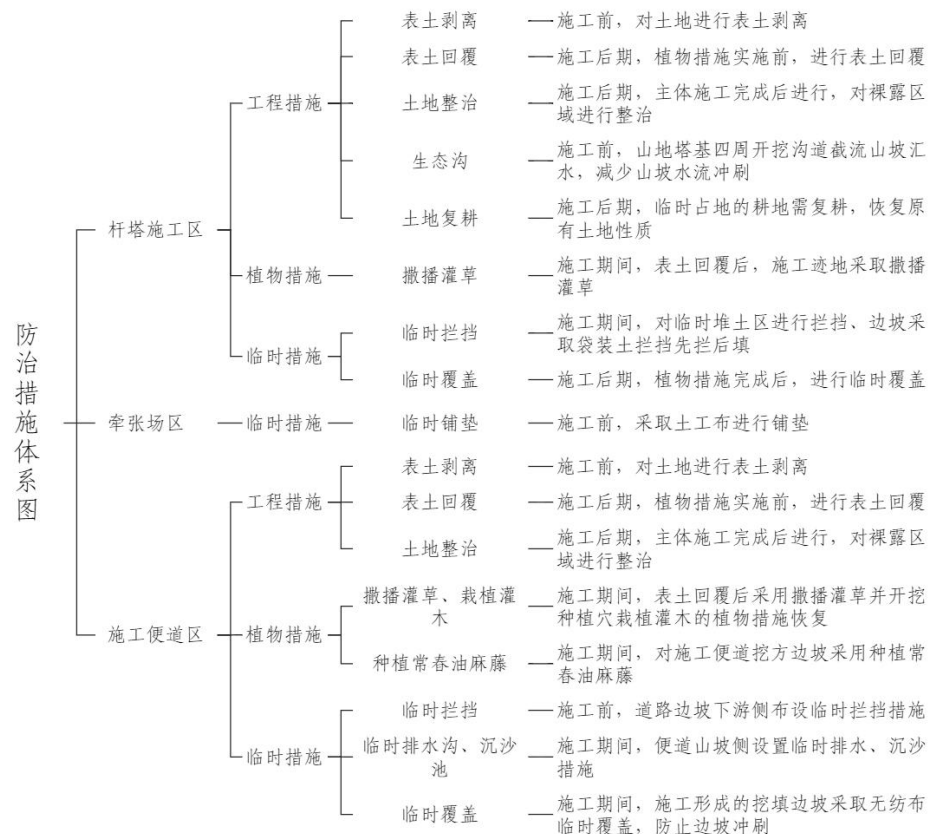 防治措施体系图
杆塔施工区
工程措施
表土剥离
施工前，对土地进行表土剥离
表土回覆
施工后期，植物措施实施前，进行表土回覆
土地整治
施工后期，主体施工完成后进行，对裸露区
域进行整治
生态沟
施工前，山地塔基四周开挖沟道截流山坡汇
水，减少山坡水流冲刷
土地复耕
施工后期，临时占地的耕地需复耕，恢复原
有土地性质
植物措施
撒播灌草
施工期间，表土回覆后，施工迹地采取撒播
灌草
临时措施
临时拦挡
施工期间，对临时堆土区进行拦挡、边坡采
取袋装土拦挡先拦后填
临时覆盖
施工后期，植物措施完成后，进行临时覆盖
牵张场区
临时措施
临时铺垫
施工前，采取土工布进行铺垫
施工便道区
工程措施
表土剥离
施工前，对土地进行表土剥离
表土回覆
施工后期，植物措施实施前，进行表土回覆
土地整治
施工后期，主体施工完成后进行，对裸露区
域进行整治
植物措施
撒播灌草、栽植灌
木
施工期间，表土回覆后采用撒播灌草并开挖
种植穴栽植灌木的植物措施恢复
种植常春油麻藤
施工期间，对施工便道挖方边坡采用种植常
春油麻藤
临时措施
临时拦挡
施工前，道路边坡下游侧布设临时拦挡措施
临时排水沟、沉沙
池
施工期间，便道山坡侧设置临时排水、沉沙
措施
临时覆盖
施工期间，施工形成的挖填边坡采取无纺布
临时覆盖，防止边坡冲刷